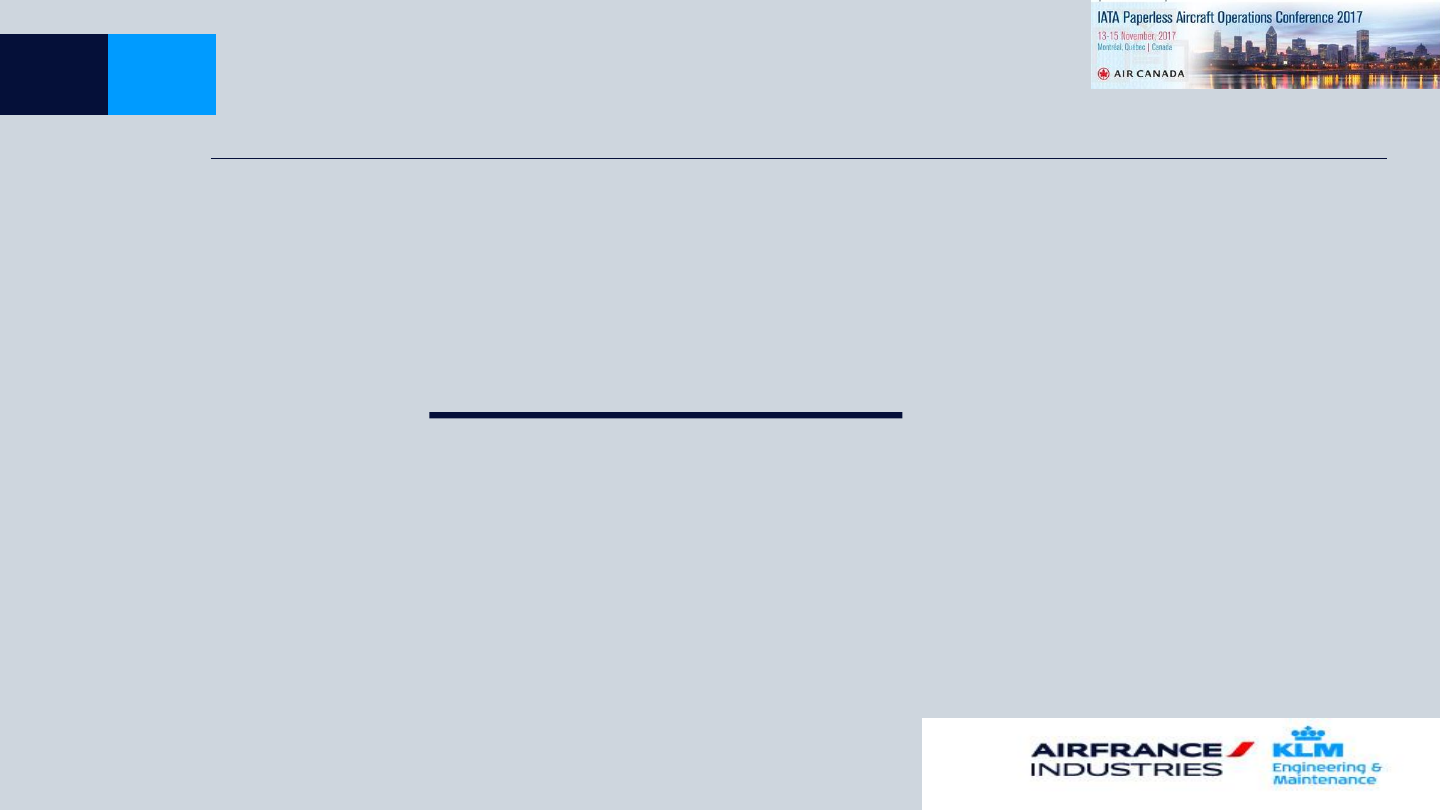 IATA Paperless Aircraft Operations Conference 2017
13-15 November, 2017
Montréal, Québec | Canada
AIR CANADA
AIRFRANCE KLM
INDUSTRIES Engineering &
Maintenance